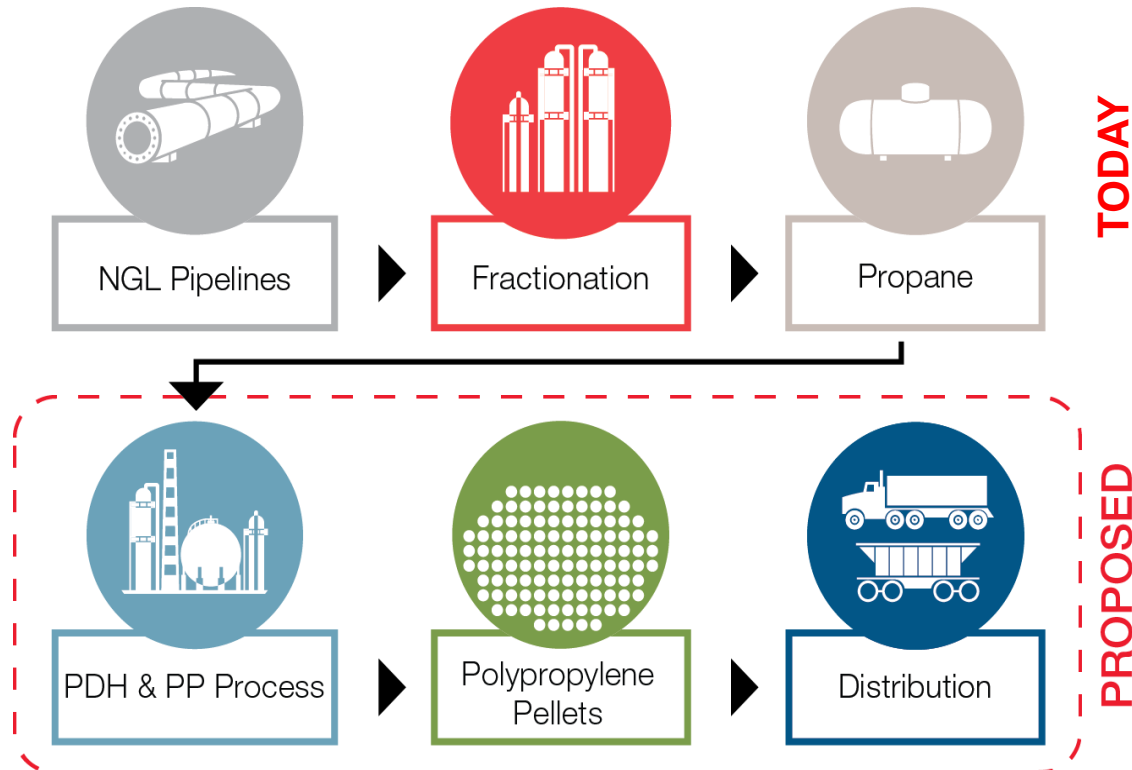 TODAY
NGL Pipelines
Fractionation
Propane
PROPOSED
PDH & PP Process
Polypropylene
Pellets
Distribution